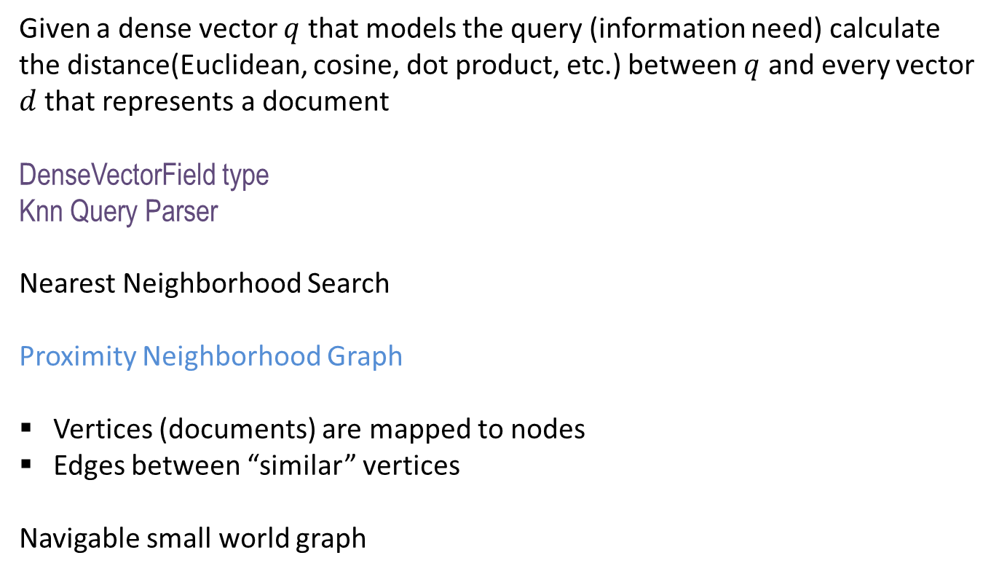 Given a dense vector q that models the query (information need) calculate
the distance(Euclidean, cosine, dot product, etc.) between q and every vector
d that represents a document
DenseVectorField type
Knn Query Parser
Nearest Neighborhood Search
Proximity Neighborhood Graph
▪ Vertices (documents) are mapped to nodes
▪ Edges between “similar” vertices
Navigable small world graph